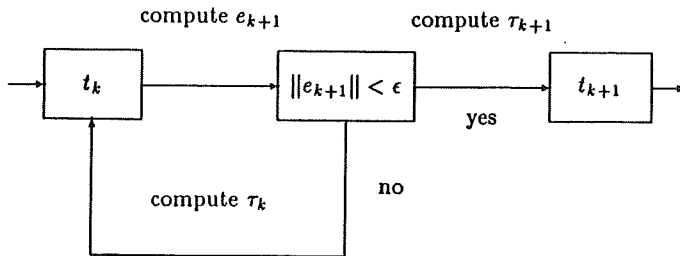 compute e_{k+1}
compute τ_{k+1}
t_k
||e_{k+1}|| < ϵ
t_{k+1}
yes
compute τ_k
no